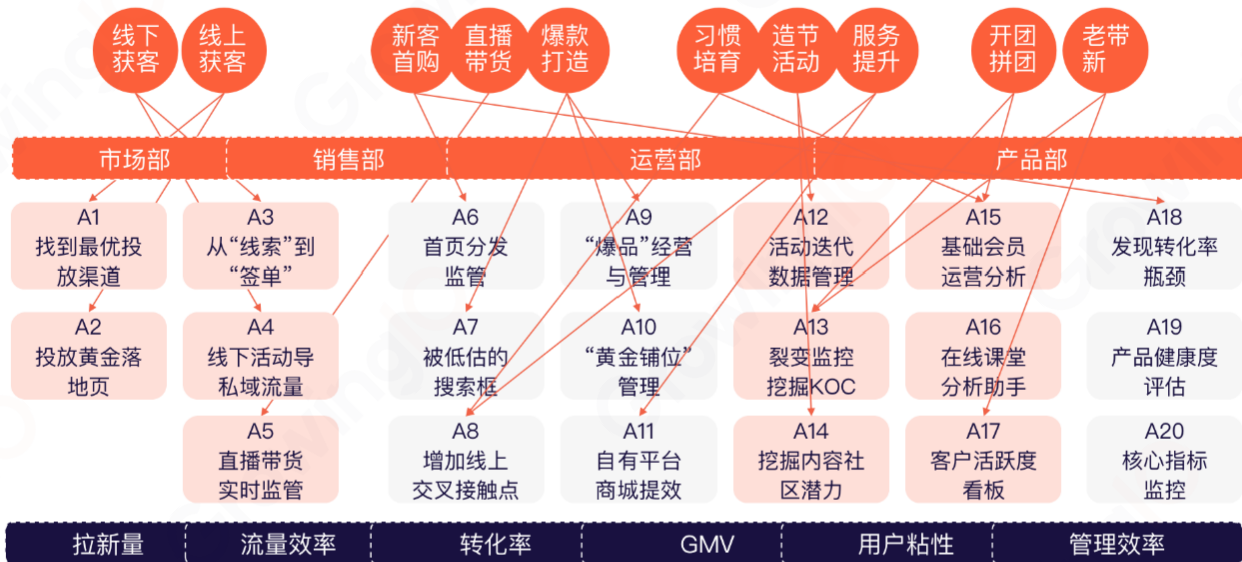 线下
获客
线上
获客
新客
首购
直播
带货
爆款
打造
习惯
培育
造节
活动
服务
提升
开团
拼团
老带
新
市场部
销售部
运营部
产品部
A1
找到最优投
放渠道
A3
从“线索”到
“签单”
A6
首页分发
监管
A9
“爆品”经营
与管理
A12
活动迭代
数据管理
A15
基础会员
运营分析
A18
发现转化率
瓶颈
A2
投放黄金落
地页
A4
线下活动导
私域流量
A7
被低估的
搜索框
A10
“黄金铺位”
管理
A13
裂变监控
挖掘KOC
A16
在线课堂
分析助手
A19
产品健康度
评估
A5
直播带货
实时监管
A8
增加线上
交叉接触点
A11
自有平台
商城提效
A14
挖掘内容社
区潜力
A17
客户活跃度
看板
A20
核心指标
监控
拉新量
流量效率
转化率
GMV
用户粘性
管理效率
GrowingIO